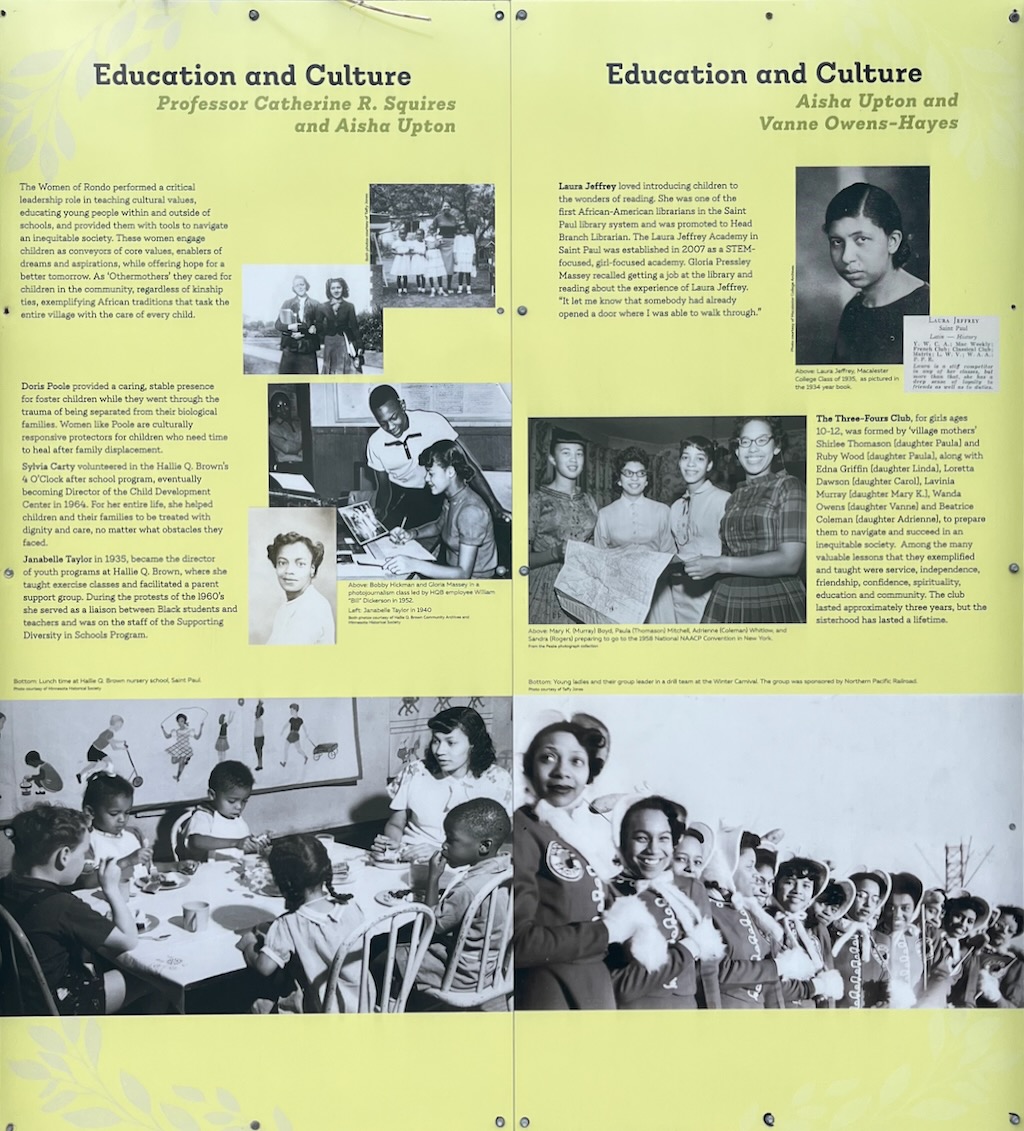 Education and Culture
Professor Catherine R. Squires
and Aisha Upton
The Women of Rondo performed a critical
leadership role in teaching cultural values,
educating young people within and outside of
schools, and provided them with tools to navigate
an inequitable society. These women engage
children as conveyors of core values, enablers of
dreams and aspirations, while offering hope for a
better tomorrow. As ‘Othermothers’ they cared for
children in the community, regardless of kinship
ties, exemplifying African traditions that task the
entire village with the care of every child.
Both photos courtesy of Taffy Jones
Doris Poole provided a caring, stable presence
for foster children while they went through the
trauma of being separated from their biological
families. Women like Poole are culturally
responsive protectors for children who need time
to heal after family displacement.
Sylvia Carty volunteered in the Hallie Q. Brown's
4 O'Clock after school program, eventually
becoming Director of the Child Development
Center in 1964. For her entire life, she helped
children and their families to be treated with
dignity and care, no matter what obstacles they
faced.
Janabelle Taylor in 1935, became the director
of youth programs at Hallie Q. Brown, where she
taught exercise classes and facilitated a parent
support group. During the protests of the 1960's
she served as a liaison between Black students and
teachers and was on the staff of the Supporting
Diversity in Schools Program.
Above: Bobby Hickman and Gloria Massey in a
photojournalism class led by HQB employee William
"Bill" Dickerson in 1952.
Left: Janabelle Taylor in 1940
Both photos courtesy of Hallie Q. Brown Community Archives and
Minnesota Historical Society
Bottom: Lunch time at Hallie Q. Brown nursery school, Saint Paul.
Photo courtesy of Minnesota Historical Society
Education and Culture
Aisha Upton and
Vanne Owens-Hayes
Laura Jeffrey loved introducing children to
the wonders of reading. She was one of the
first African-American librarians in the Saint
Paul library system and was promoted to Head
Branch Librarian. The Laura Jeffrey Academy in
Saint Paul was established in 2007 as a STEM-
focused, girl-focused academy. Gloria Pressley
Massey recalled getting a job at the library and
reading about the experience of Laura Jeffrey.
“It let me know that somebody had already
opened a door where I was able to walk through.”
Photo courtesy of Macalester College Archives
LAURA JEFFREY
Saint Paul
Latin — History
Y. W. C. A.; Mac Weekly;
French Club; Classical Club;
Matrix; L. W. V.; W. A. A.;
P. F. R.
Laura is a stiff competitor
in any of her classes, but
more than that, she has a
deep sense of loyalty to
friends as well as to duties.
Above: Laura Jeffrey, Macalester
College Class of 1935, as pictured in
the 1934 year book.
The Three-Fours Club, for girls ages
10-12, was formed by ‘village mothers’
Shirlee Thomason (daughter Paula) and
Ruby Wood (daughter Paula), along with
Edna Griffin (daughter Linda), Loretta
Dawson (daughter Carol), Lavinia
Murray (daughter Mary K.), Wanda
Owens (daughter Vanne) and Beatrice
Coleman (daughter Adrienne), to prepare
them to navigate and succeed in an
inequitable society. Among the many
valuable lessons that they exemplified
and taught were service, independence,
friendship, confidence, spirituality,
education and community. The club
lasted approximately three years, but the
sisterhood has lasted a lifetime.
Above: Mary K. (Murray) Boyd, Paula (Thomason) Mitchell, Adrienne (Coleman) Whitlow, and
Sandra (Rogers) preparing to go to the 1958 National NAACP Convention in New York.
From the Peake photograph collection
Bottom: Young ladies and their group leader in a drill team at the Winter Carnival. The group was sponsored by Northern Pacific Railroad.
Photo courtesy of Taffy Jones